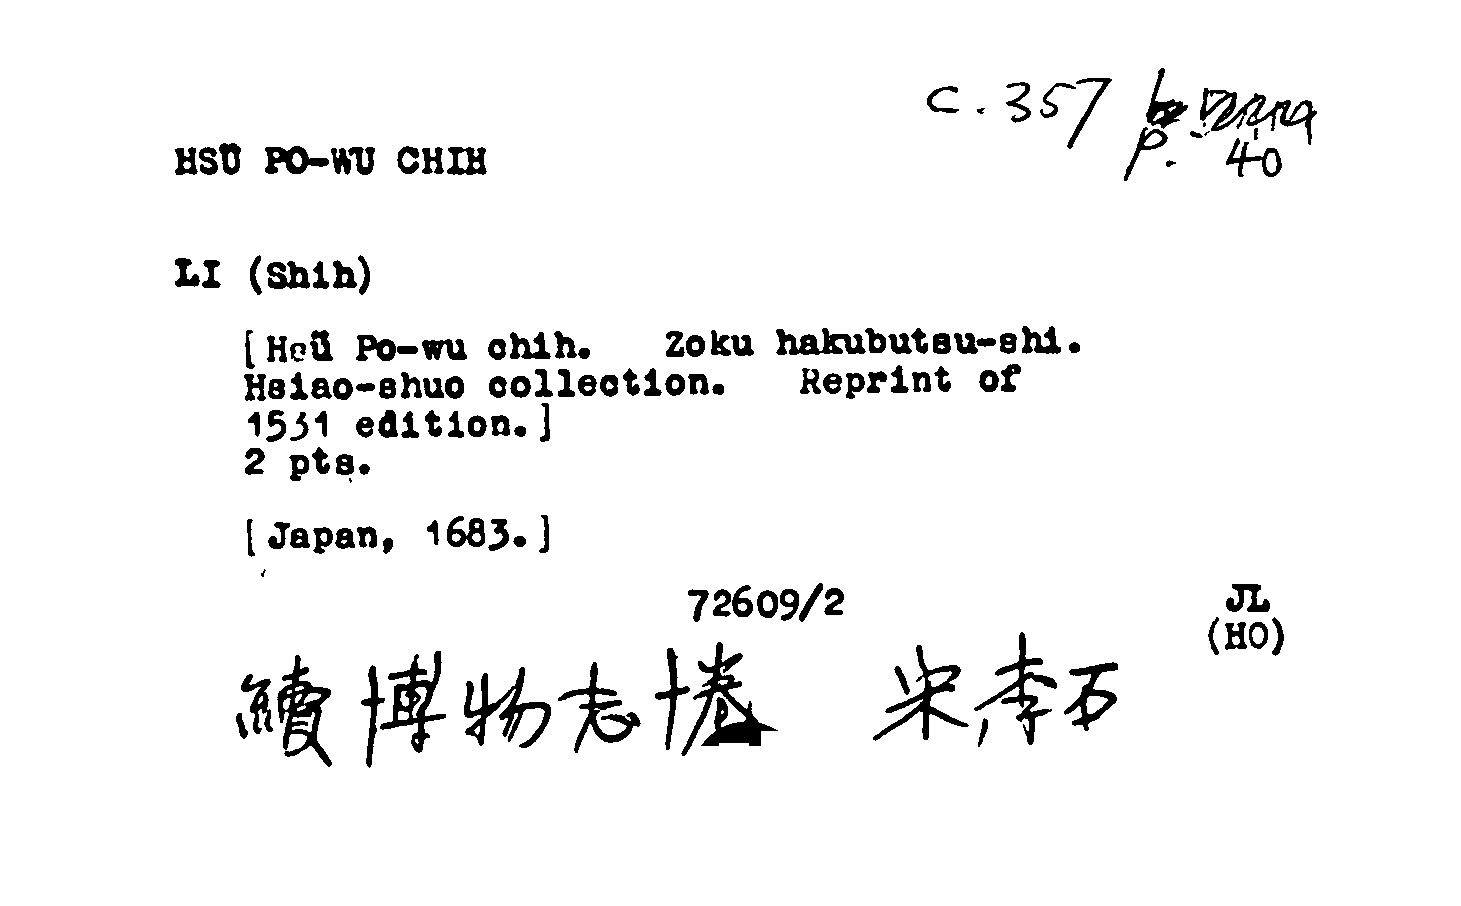 C. 357
p. 40
HSÜ PO-WU CHIH
LI (Shih)
[Hsü Po-wu chih. Zoku hakubutsu-shi.
Hsiao-shuo collection. Reprint of
1531 edition.]
2 pts.
[Japan, 1683.]
72609/2 JL
(HO)
續博物志十卷 宋,李石